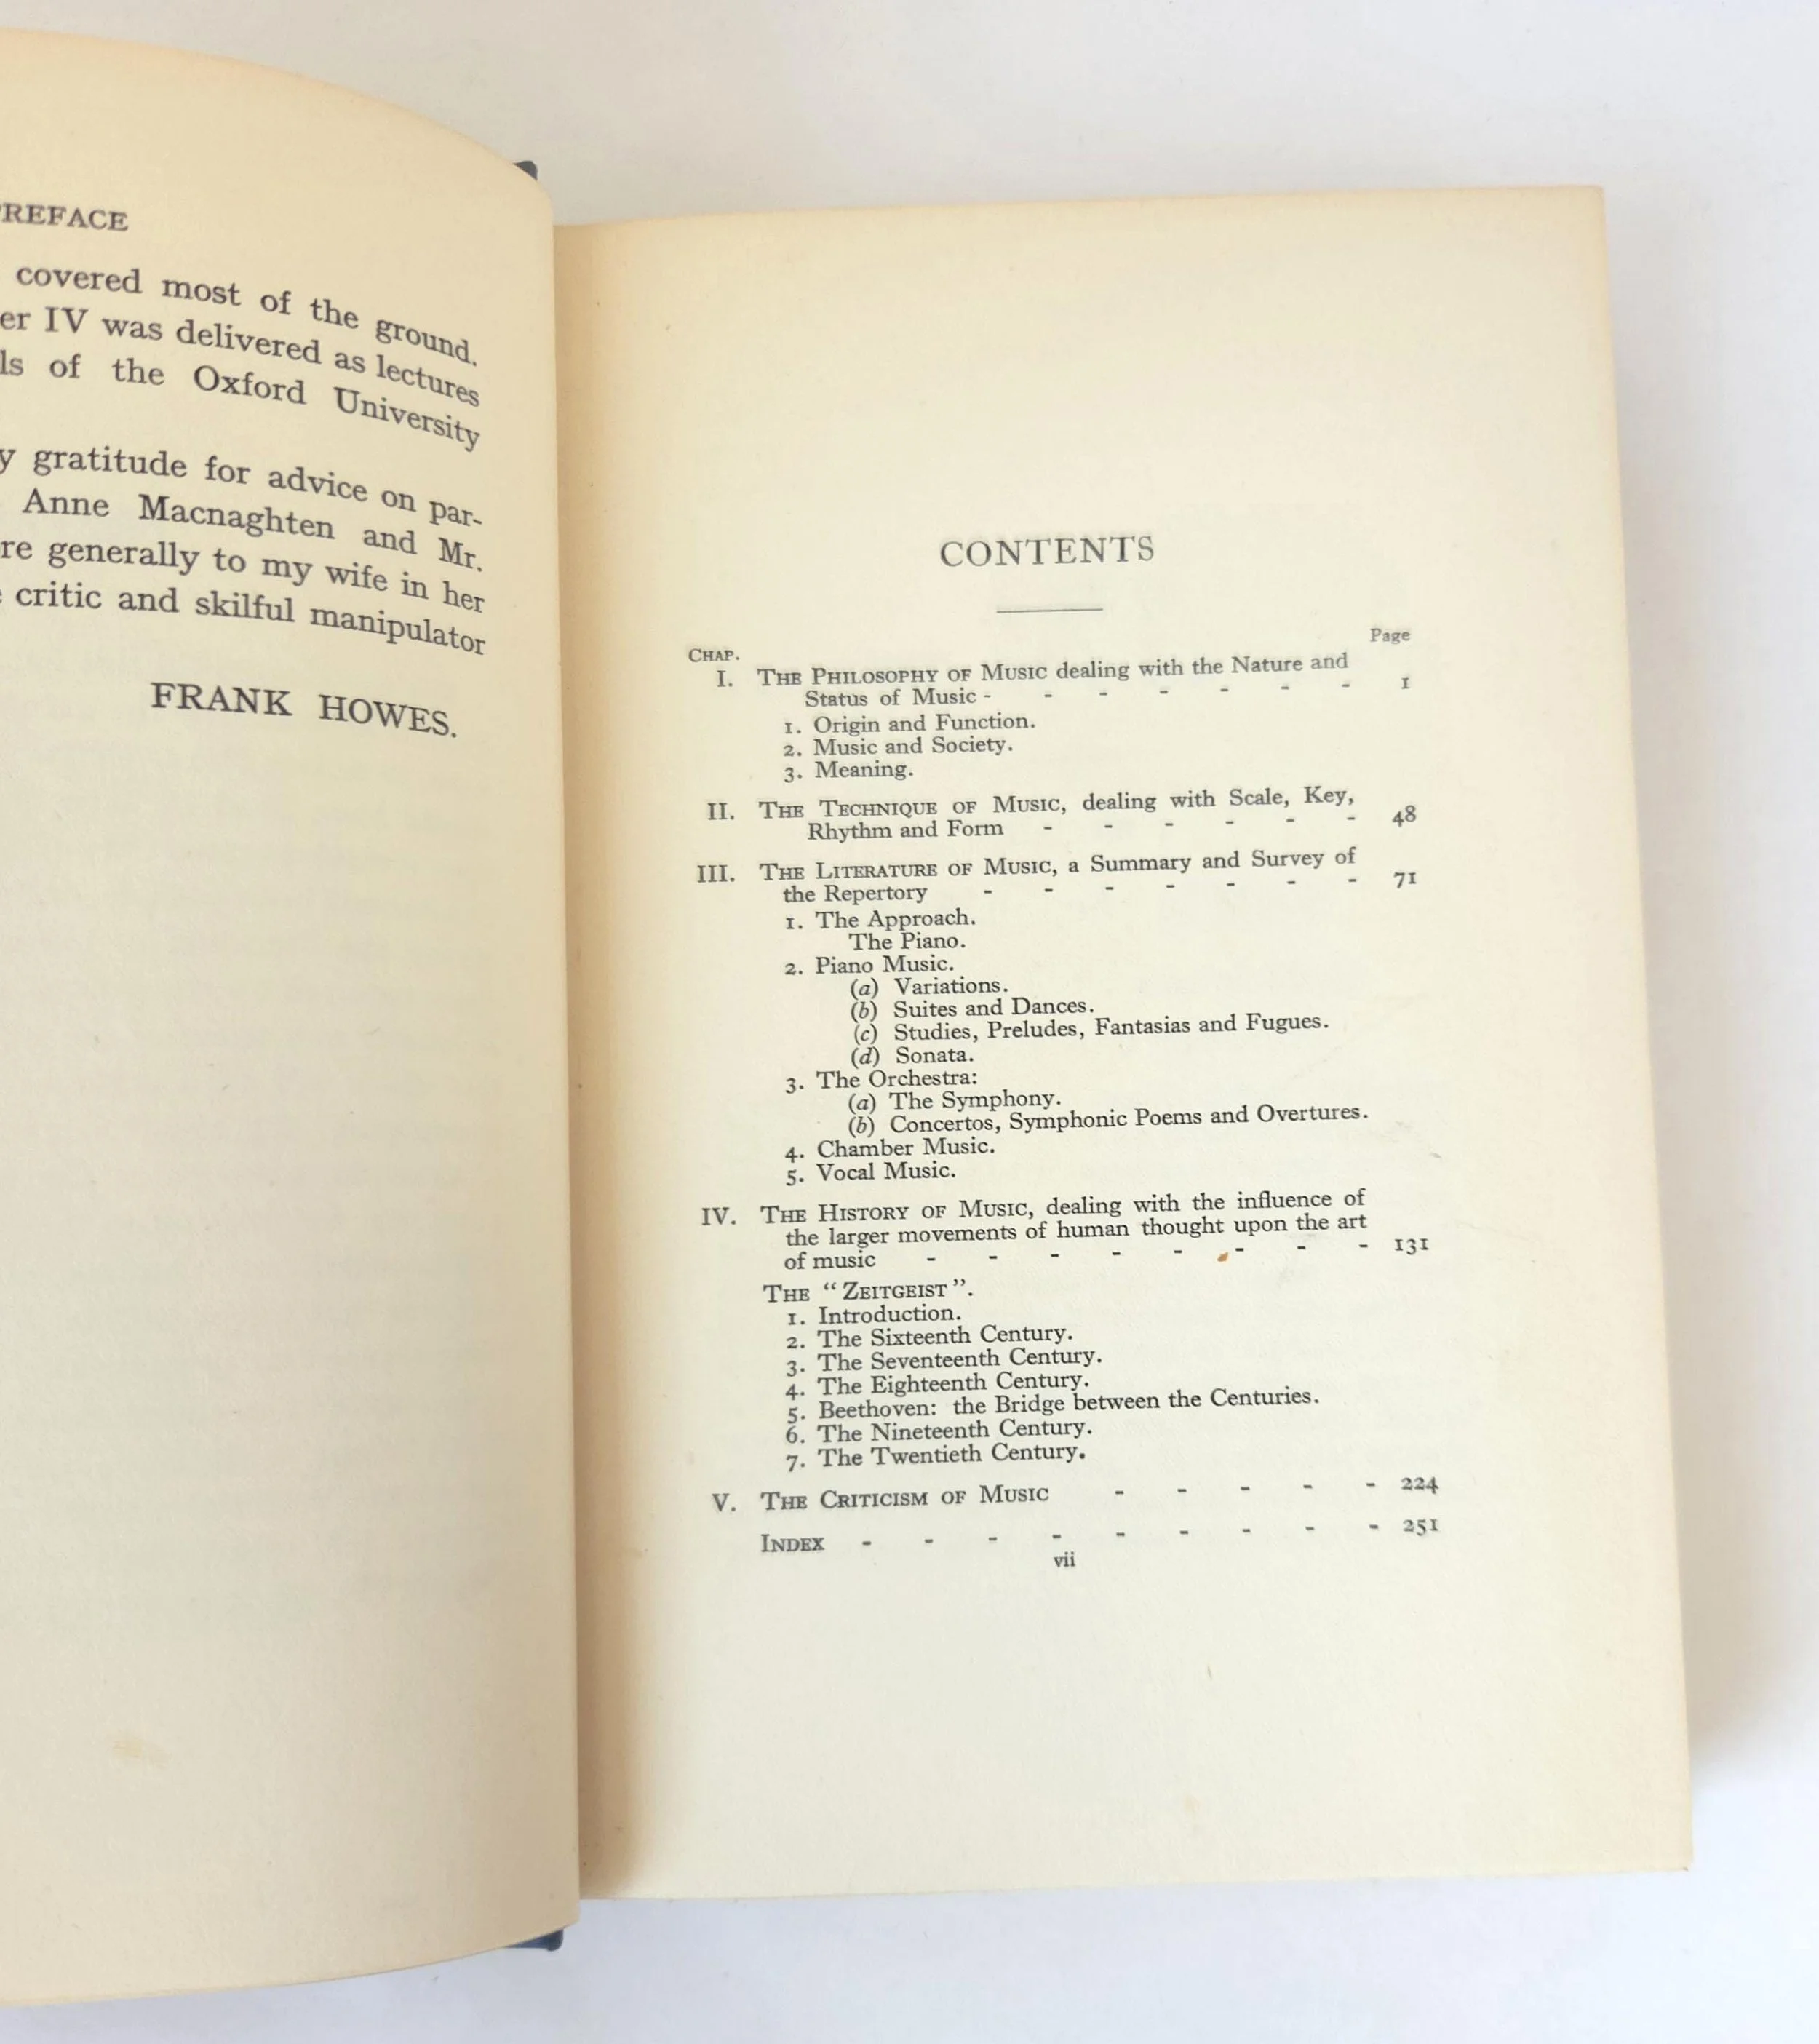 PREFACE
covered most of the ground.
er IV was delivered as lectures
ls of the Oxford University
y gratitude for advice on par-
Anne Macnaghten and Mr.
re generally to my wife in her
critic and skilful manipulator
FRANK HOWES.
CONTENTS
Page
CHAP.
I. THE PHILOSOPHY OF MUSIC dealing with the Nature and
Status of Music - - - - - - - 1
1. Origin and Function.
2. Music and Society.
3. Meaning.
II. THE TECHNIQUE OF MUSIC, dealing with Scale, Key,
Rhythm and Form - - - - - - 48
III. THE LITERATURE OF MUSIC, a Summary and Survey of
the Repertory - - - - - - - 71
1. The Approach.
The Piano.
2. Piano Music.
(a) Variations.
(b) Suites and Dances.
(c) Studies, Preludes, Fantasias and Fugues.
(d) Sonata.
3. The Orchestra:
(a) The Symphony.
(b) Concertos, Symphonic Poems and Overtures.
4. Chamber Music.
5. Vocal Music.
IV. THE HISTORY OF MUSIC, dealing with the influence of
the larger movements of human thought upon the art
of music - - - - - - - - 131
THE "ZEITGEIST".
1. Introduction.
2. The Sixteenth Century.
3. The Seventeenth Century.
4. The Eighteenth Century.
5. Beethoven: the Bridge between the Centuries.
6. The Nineteenth Century.
7. The Twentieth Century.
V. THE CRITICISM OF MUSIC - - - - - 224
INDEX - - - - - - - - - 251
vii